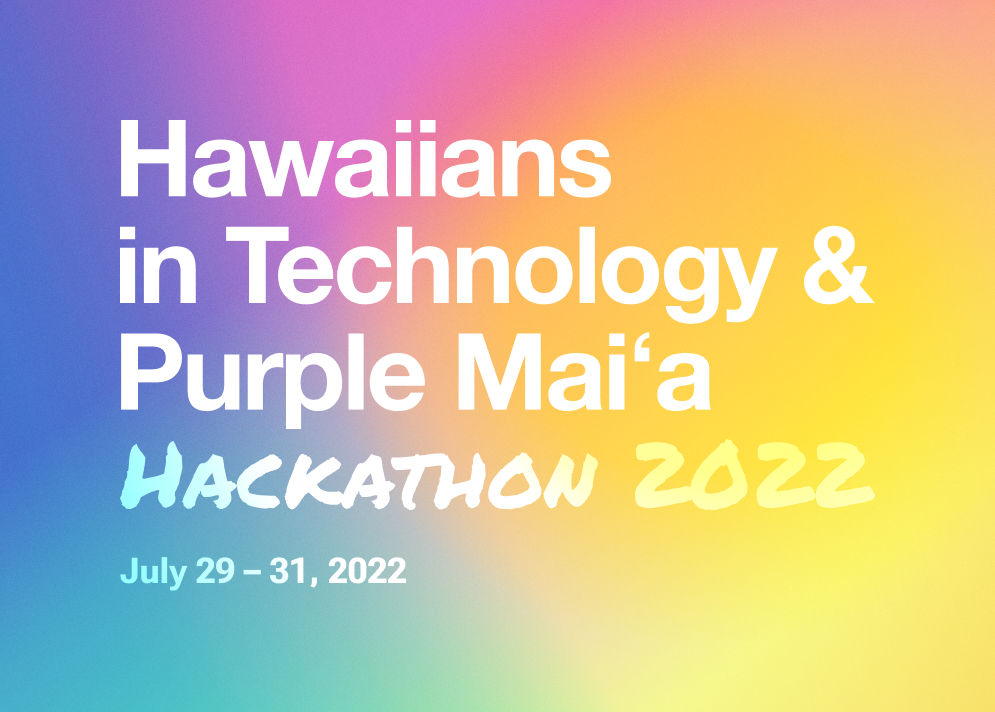 Hawaiians
in Technology &
Purple Maiʻa
Hackathon 2022
July 29 – 31, 2022